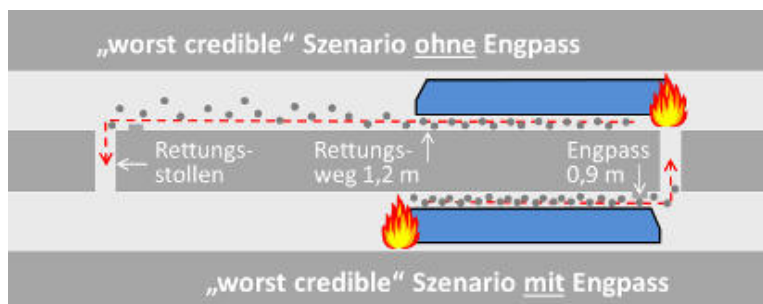 „worst credible“ Szenario ohne Engpass
Rettungs-
stollen
Rettungs-
weg 1,2 m
Engpass
0,9 m
„worst credible“ Szenario mit Engpass